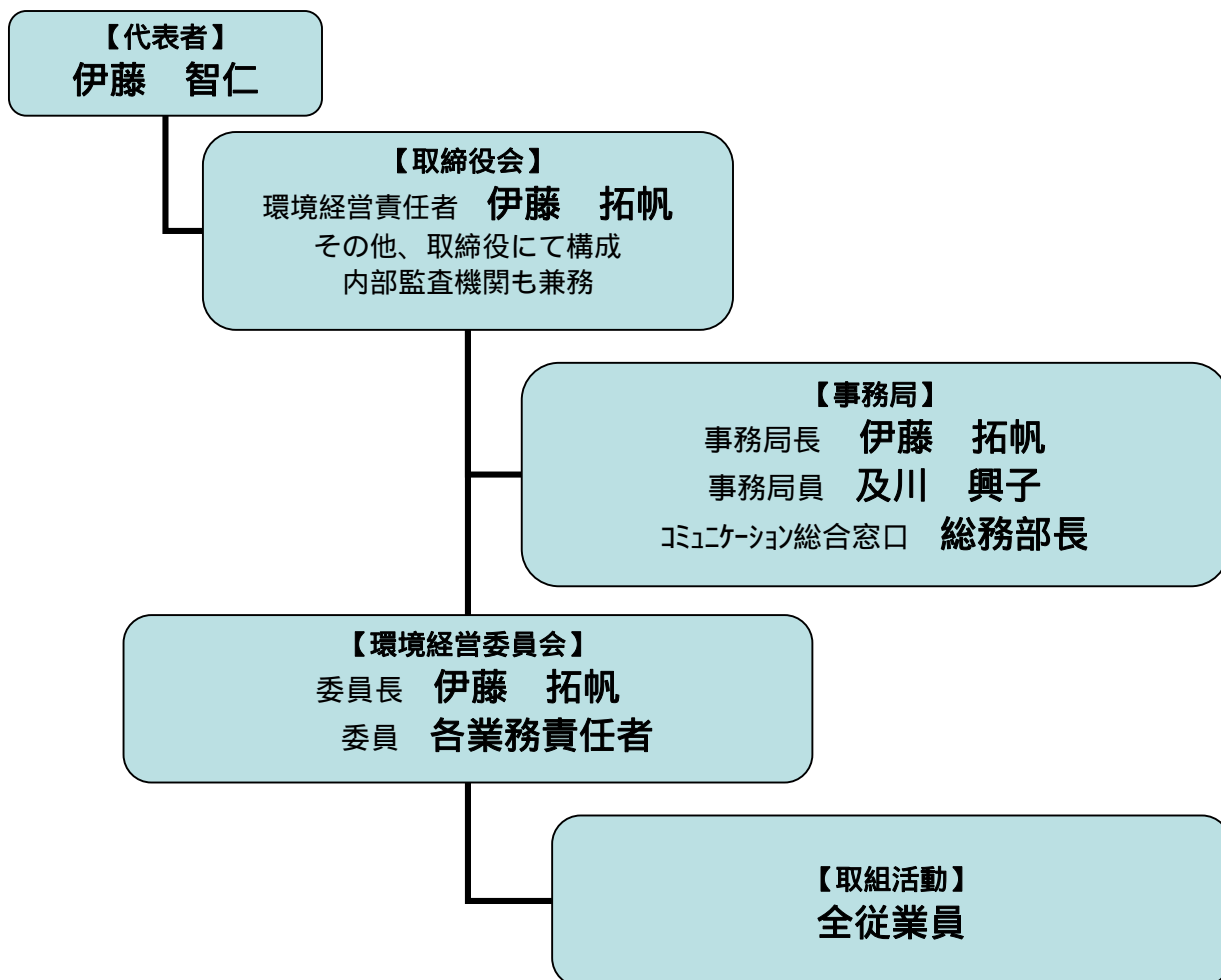 【代表者】
伊藤　智仁
【取締役会】
環境経営責任者　伊藤　拓帆
その他、取締役にて構成
内部監査機関も兼務
【事務局】
事務局長　伊藤　拓帆
事務局員　及川　興子
ｺﾐｭﾆｹｰｼｮﾝ総合窓口　総務部長
【環境経営委員会】
委員長　伊藤　拓帆
委員　各業務責任者
【取組活動】
全従業員